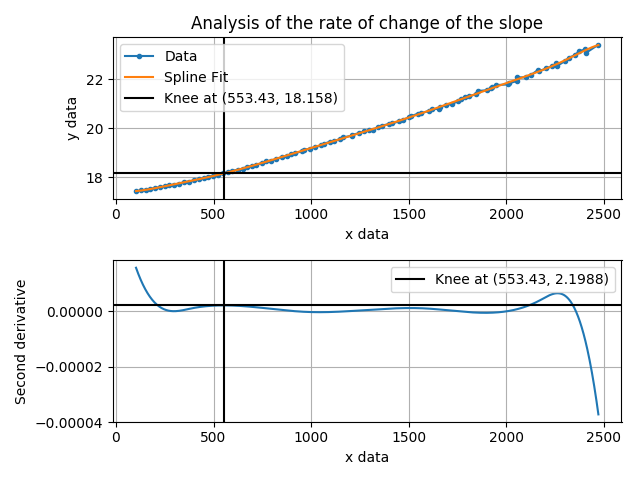 Analysis of the rate of change of the slope
Data
Spline Fit
Knee at (553.43, 18.158)
22
20
18
y data
0 500 1000 1500 2000 2500
x data
Knee at (553.43, 2.1988)
0.00000
−0.00002
−0.00004
Second derivative
0 500 1000 1500 2000 2500
x data